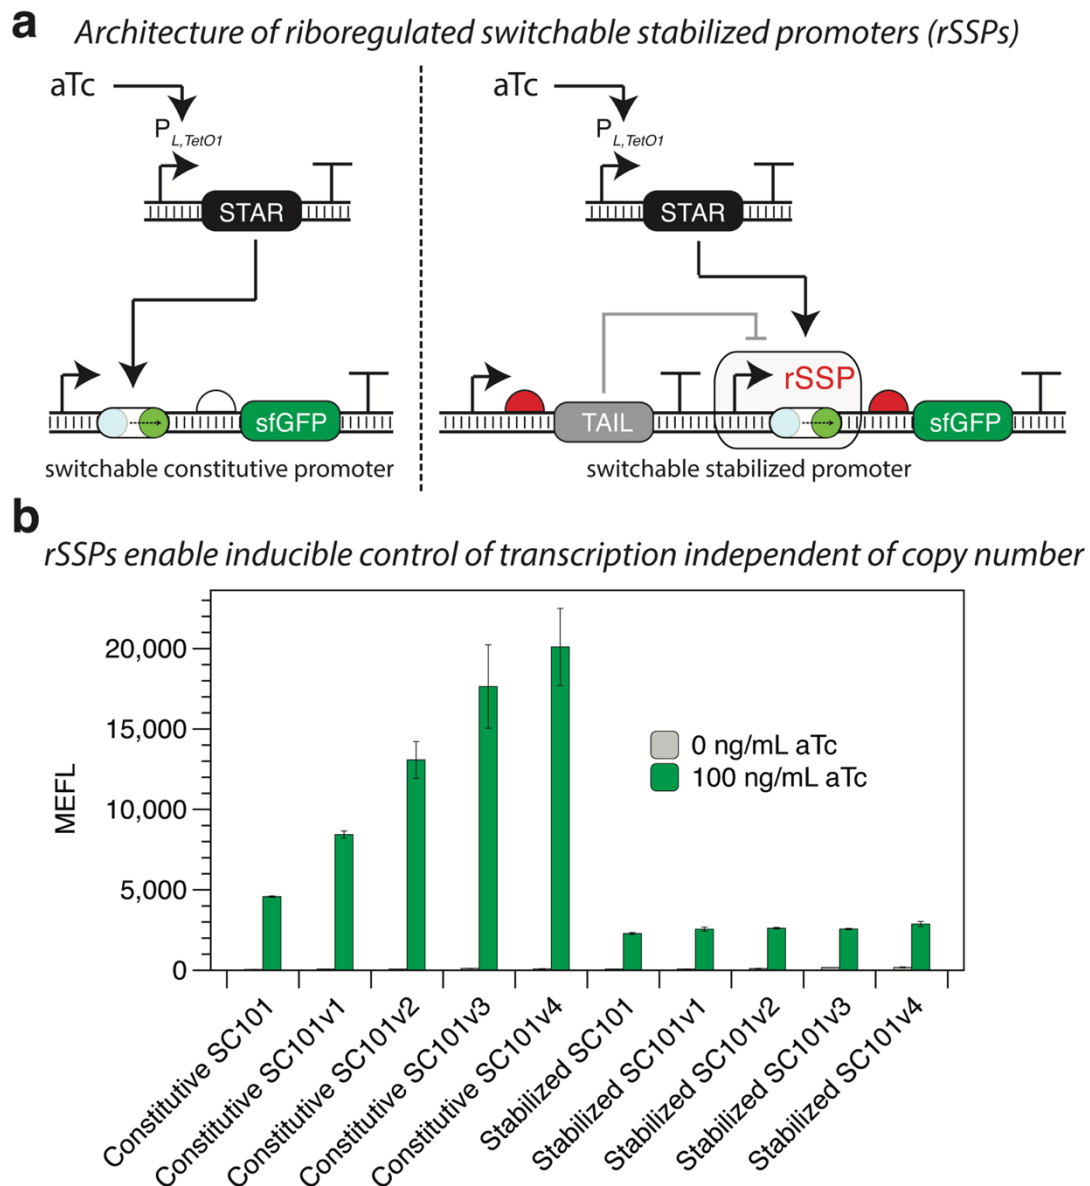 a
Architecture of riboregulated switchable stabilized promoters (rSSPs)
aTc
P L,TetO1
STAR
sfGFP
switchable constitutive promoter
aTc
P L,TetO1
STAR
TAIL
rSSP
sfGFP
switchable stabilized promoter
b
rSSPs enable inducible control of transcription independent of copy number
MEFL
20,000
15,000
10,000
5,000
0
0 ng/mL aTc
100 ng/mL aTc
Constitutive SC101
Constitutive SC101v1
Constitutive SC101v2
Constitutive SC101v3
Constitutive SC101v4
Stabilized SC101
Stabilized SC101v1
Stabilized SC101v2
Stabilized SC101v3
Stabilized SC101v4